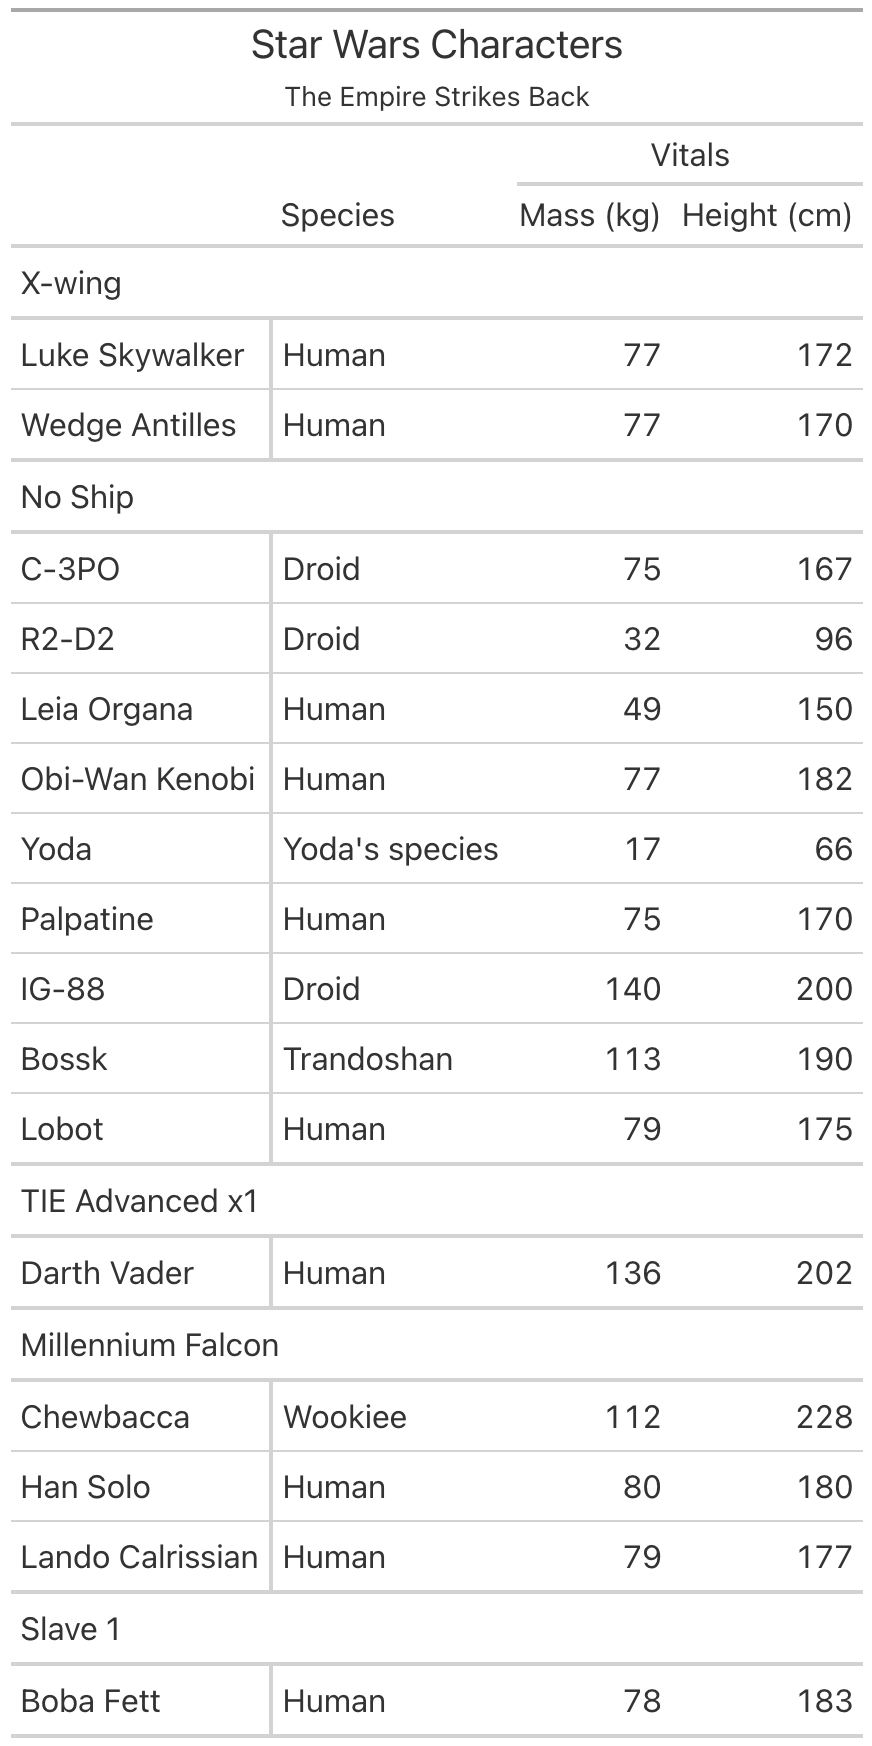 Star Wars Characters
The Empire Strikes Back
Vitals
Species Mass (kg) Height (cm)
X-wing
Luke Skywalker Human 77 172
Wedge Antilles Human 77 170
No Ship
C-3PO Droid 75 167
R2-D2 Droid 32 96
Leia Organa Human 49 150
Obi-Wan Kenobi Human 77 182
Yoda Yoda's species 17 66
Palpatine Human 75 170
IG-88 Droid 140 200
Bossk Trandoshan 113 190
Lobot Human 79 175
TIE Advanced x1
Darth Vader Human 136 202
Millennium Falcon
Chewbacca Wookiee 112 228
Han Solo Human 80 180
Lando Calrissian Human 79 177
Slave 1
Boba Fett Human 78 183